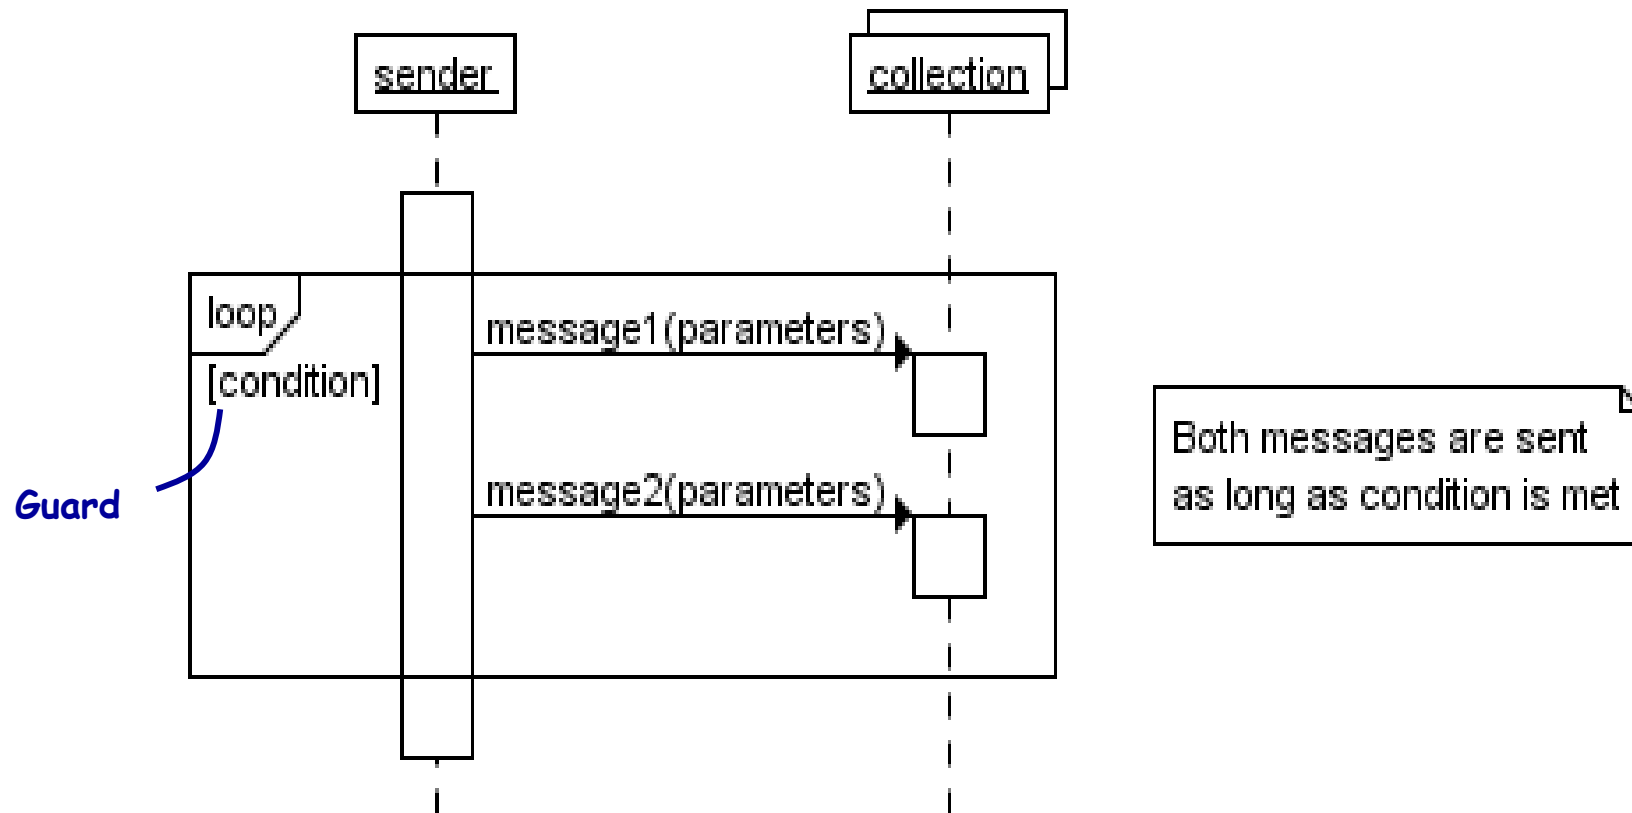 sender
collection
loop
message1(parameters)
[condition]
Guard
message2(parameters)
Both messages are sent
as long as condition is met